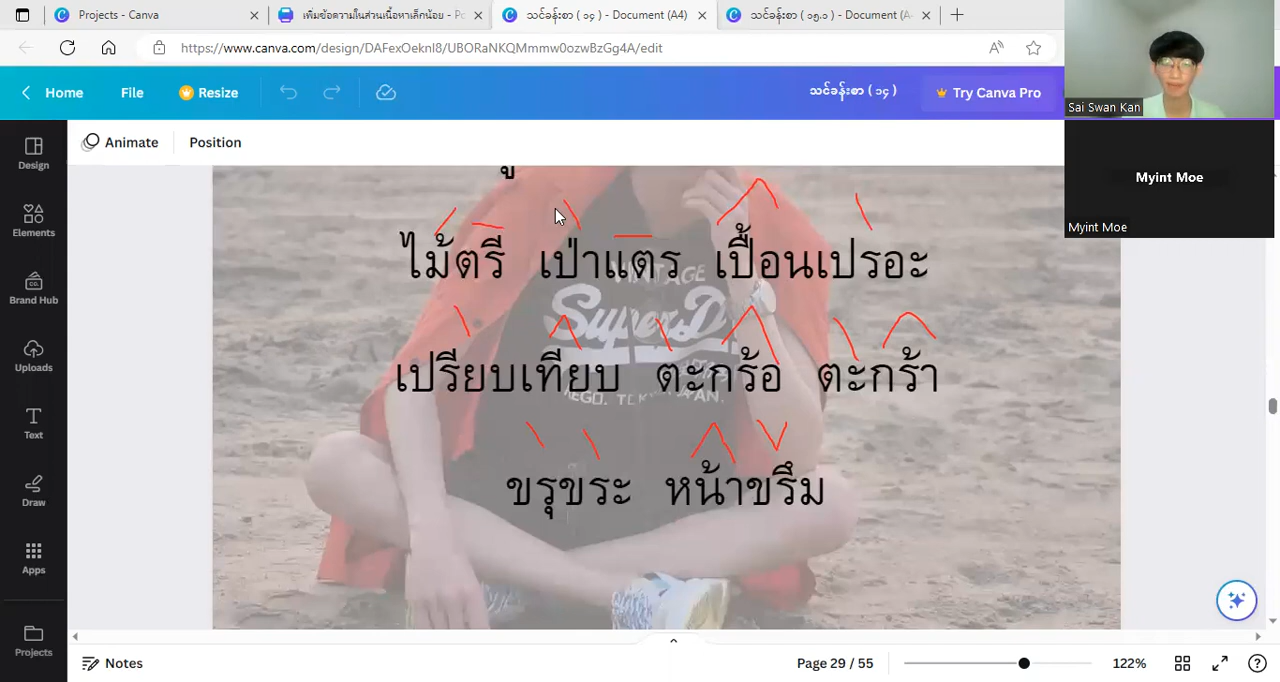 Projects - Canva
เพิ่มข้อความในส่วนเนื้อหาเล็กน้อย - Po
သင်ခန်းစာ ( ၁၄ ) - Document (A4)
သင်ခန်းစာ ( ၁၅.၁ ) - Document (A
https://www.canva.com/design/DAFexOeknI8/UBORaNKQMmmw0ozwBzGg4A/edit
Home File Resize
သင်ခန်းစာ ( ၁၄ )
Try Canva Pro
Sai Swan Kan
Myint Moe
Myint Moe
Animate Position
Design
Elements
Brand Hub
Uploads
Text
Draw
Apps
Projects
ไม้ตรี เป่าแตร เปื้อนเปรอะ
VINTAGE
SuperD
เปรียบเทียบ ตะกร้อ ตะกร้า
ขรุขระ หน้าขรึม
Notes
Page 29 / 55
122%